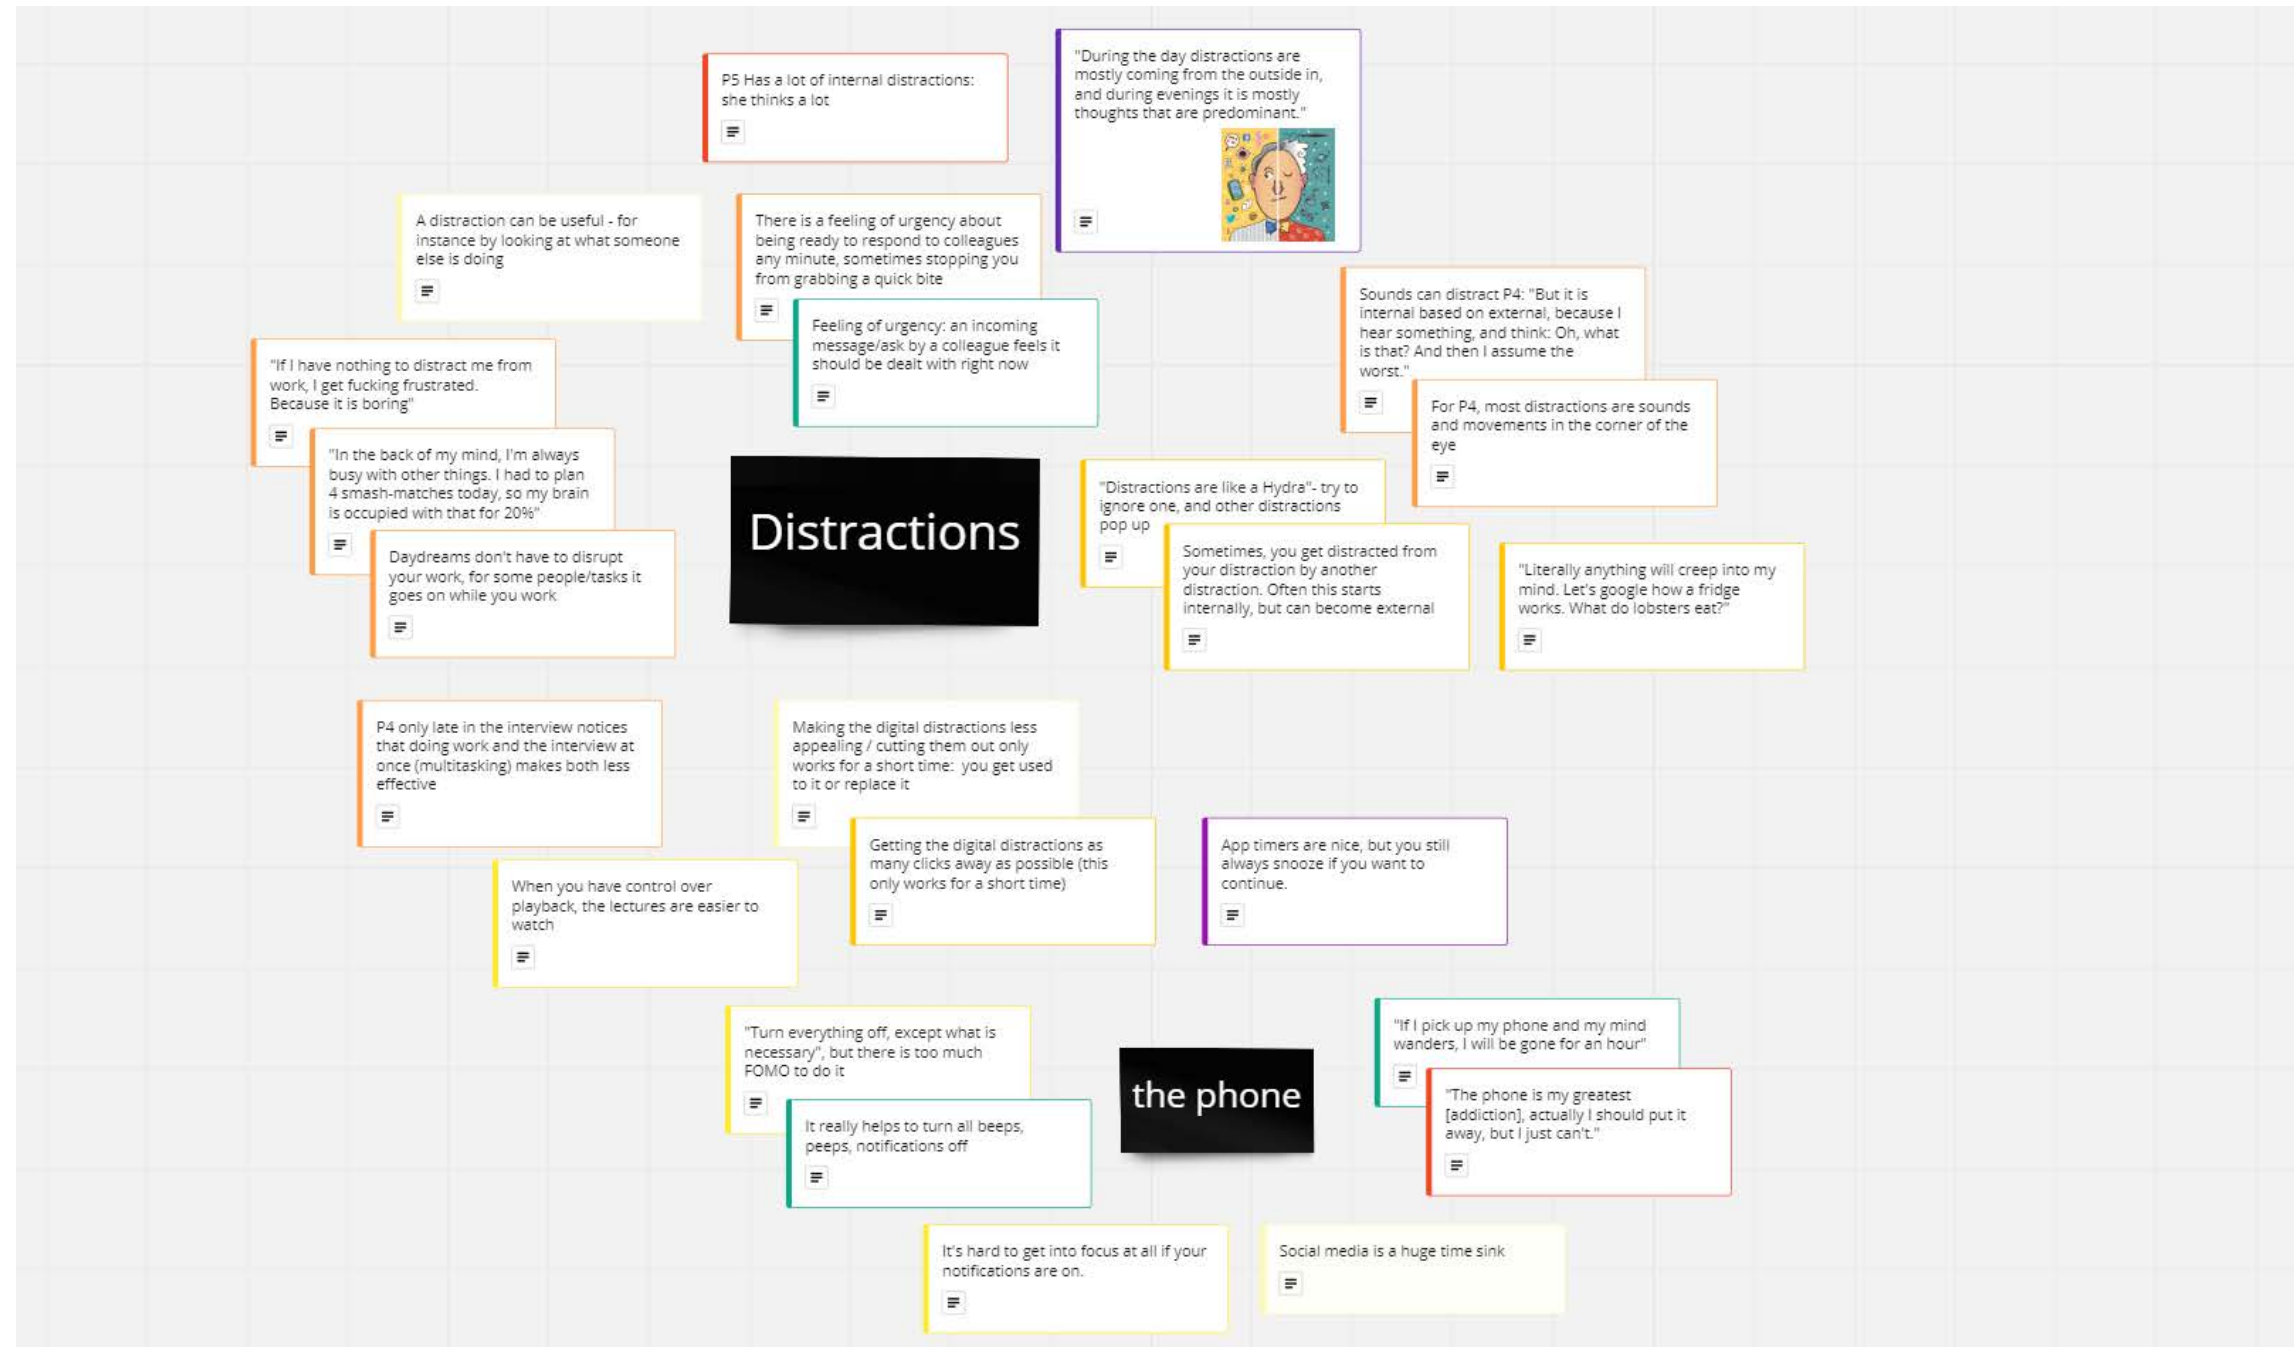 P5 Has a lot of internal distractions:
she thinks a lot
"During the day distractions are
mostly coming from the outside in,
and during evenings it is mostly
thoughts that are predominant."
A distraction can be useful - for
instance by looking at what someone
else is doing
There is a feeling of urgency about
being ready to respond to colleagues
any minute, sometimes stopping you
from grabbing a quick bite
Feeling of urgency: an incoming
message/ask by a colleague feels it
should be dealt with right now
Sounds can distract P4: "But it is
internal based on external, because I
hear something, and think: Oh, what
is that? And then I assume the
worst."
For P4, most distractions are sounds
and movements in the corner of the
eye
"If I have nothing to distract me from
work, I get fucking frustrated.
Because it is boring"
"In the back of my mind, I'm always
busy with other things. I had to plan
4 smash-matches today, so my brain
is occupied with that for 20%"
Daydreams don't have to disrupt
your work, for some people/tasks it
goes on while you work
Distractions
"Distractions are like a Hydra"- try to
ignore one, and other distractions
pop up
Sometimes, you get distracted from
your distraction by another
distraction. Often this starts
internally, but can become external
"Literally anything will creep into my
mind. Let's google how a fridge
works. What do lobsters eat?"
P4 only late in the interview notices
that doing work and the interview at
once (multitasking) makes both less
effective
Making the digital distractions less
appealing / cutting them out only
works for a short time: you get used
to it or replace it
Getting the digital distractions as
many clicks away as possible (this
only works for a short time)
App timers are nice, but you still
always snooze if you want to
continue.
When you have control over
playback, the lectures are easier to
watch
"Turn everything off, except what is
necessary", but there is too much
FOMO to do it
It really helps to turn all beeps,
peeps, notifications off
the phone
"If I pick up my phone and my mind
wanders, I will be gone for an hour"
"The phone is my greatest
[addiction], actually I should put it
away, but I just can't."
It's hard to get into focus at all if your
notifications are on.
Social media is a huge time sink